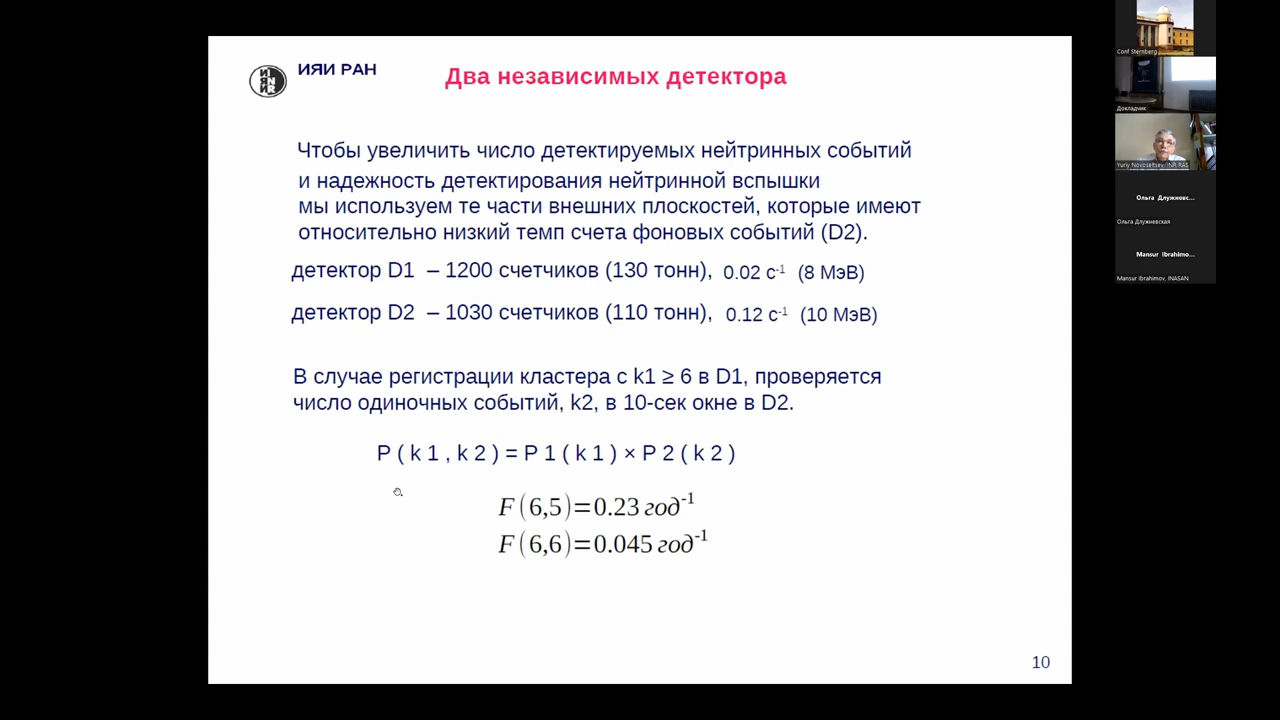 ИЯИ РАН
Два независимых детектора
Чтобы увеличить число детектируемых нейтринных событий
и надежность детектирования нейтринной вспышки
мы используем те части внешних плоскостей, которые имеют
относительно низкий темп счета фоновых событий (D2).
детектор D1 – 1200 счетчиков (130 тонн), 0.02 с⁻¹ (8 МэВ)
детектор D2 – 1030 счетчиков (110 тонн), 0.12 с⁻¹ (10 МэВ)
В случае регистрации кластера с k1 ≥ 6 в D1, проверяется
число одиночных событий, k2, в 10-сек окне в D2.
P ( k 1 , k 2 ) = P 1 ( k 1 ) × P 2 ( k 2 )
F(6,5)=0.23 год⁻¹
F(6,6)=0.045 год⁻¹
10
Conf Sternberg
Докладчик
Yuriy Novoseltsev/INR RAS
Ольга Длужневс...
Ольга Длужневская
Mansur Ibrahimo...
Mansur Ibrahimov, INASAN